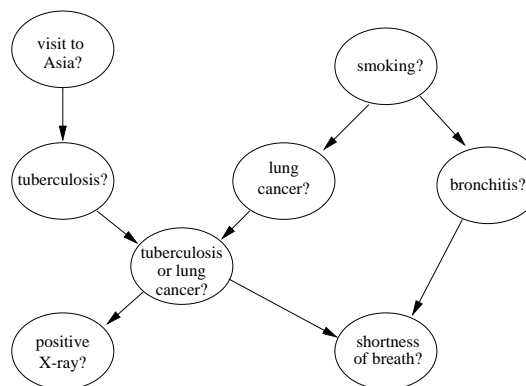 visit to
Asia?
smoking?
tuberculosis?
lung
cancer?
bronchitis?
tuberculosis
or lung
cancer?
positive
X-ray?
shortness
of breath?